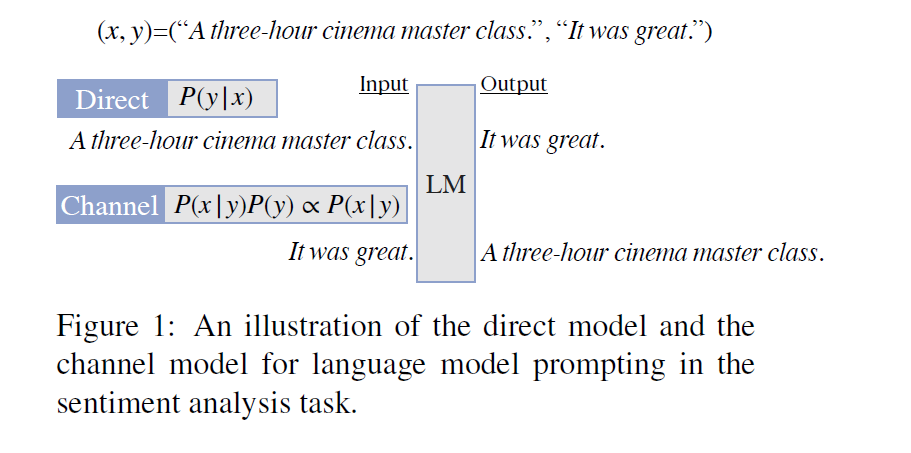 (x, y)=(“A three-hour cinema master class.”, “It was great.”)
Input Output
Direct P(y|x)
A three-hour cinema master class. It was great.
LM
Channel P(x|y)P(y) ∝ P(x|y)
It was great. A three-hour cinema master class.
Figure 1: An illustration of the direct model and the
channel model for language model prompting in the
sentiment analysis task.